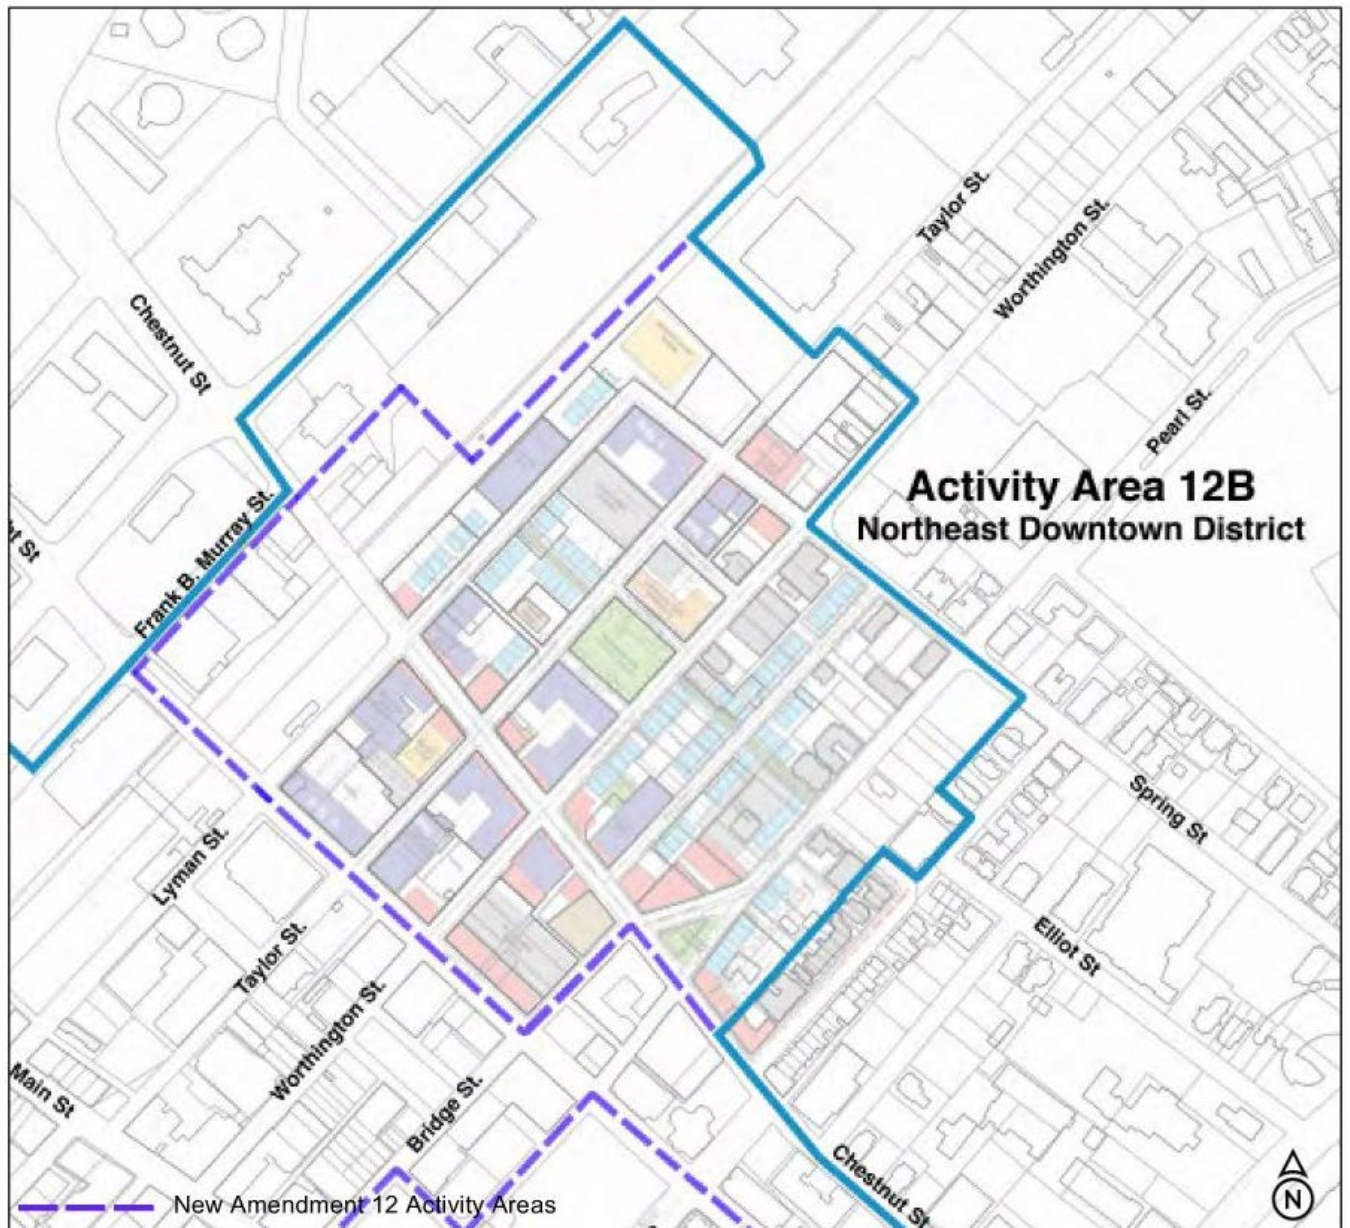 Taylor St.
Worthington St.
Chestnut St
Pearl St.
Activity Area 12B
Northeast Downtown District
Frank B. Murray St.
St
Spring St
Lyman St.
Taylor St.
Elliot St
Worthington St.
Main St
Bridge St.
Chestnut St
New Amendment 12 Activity Areas
N